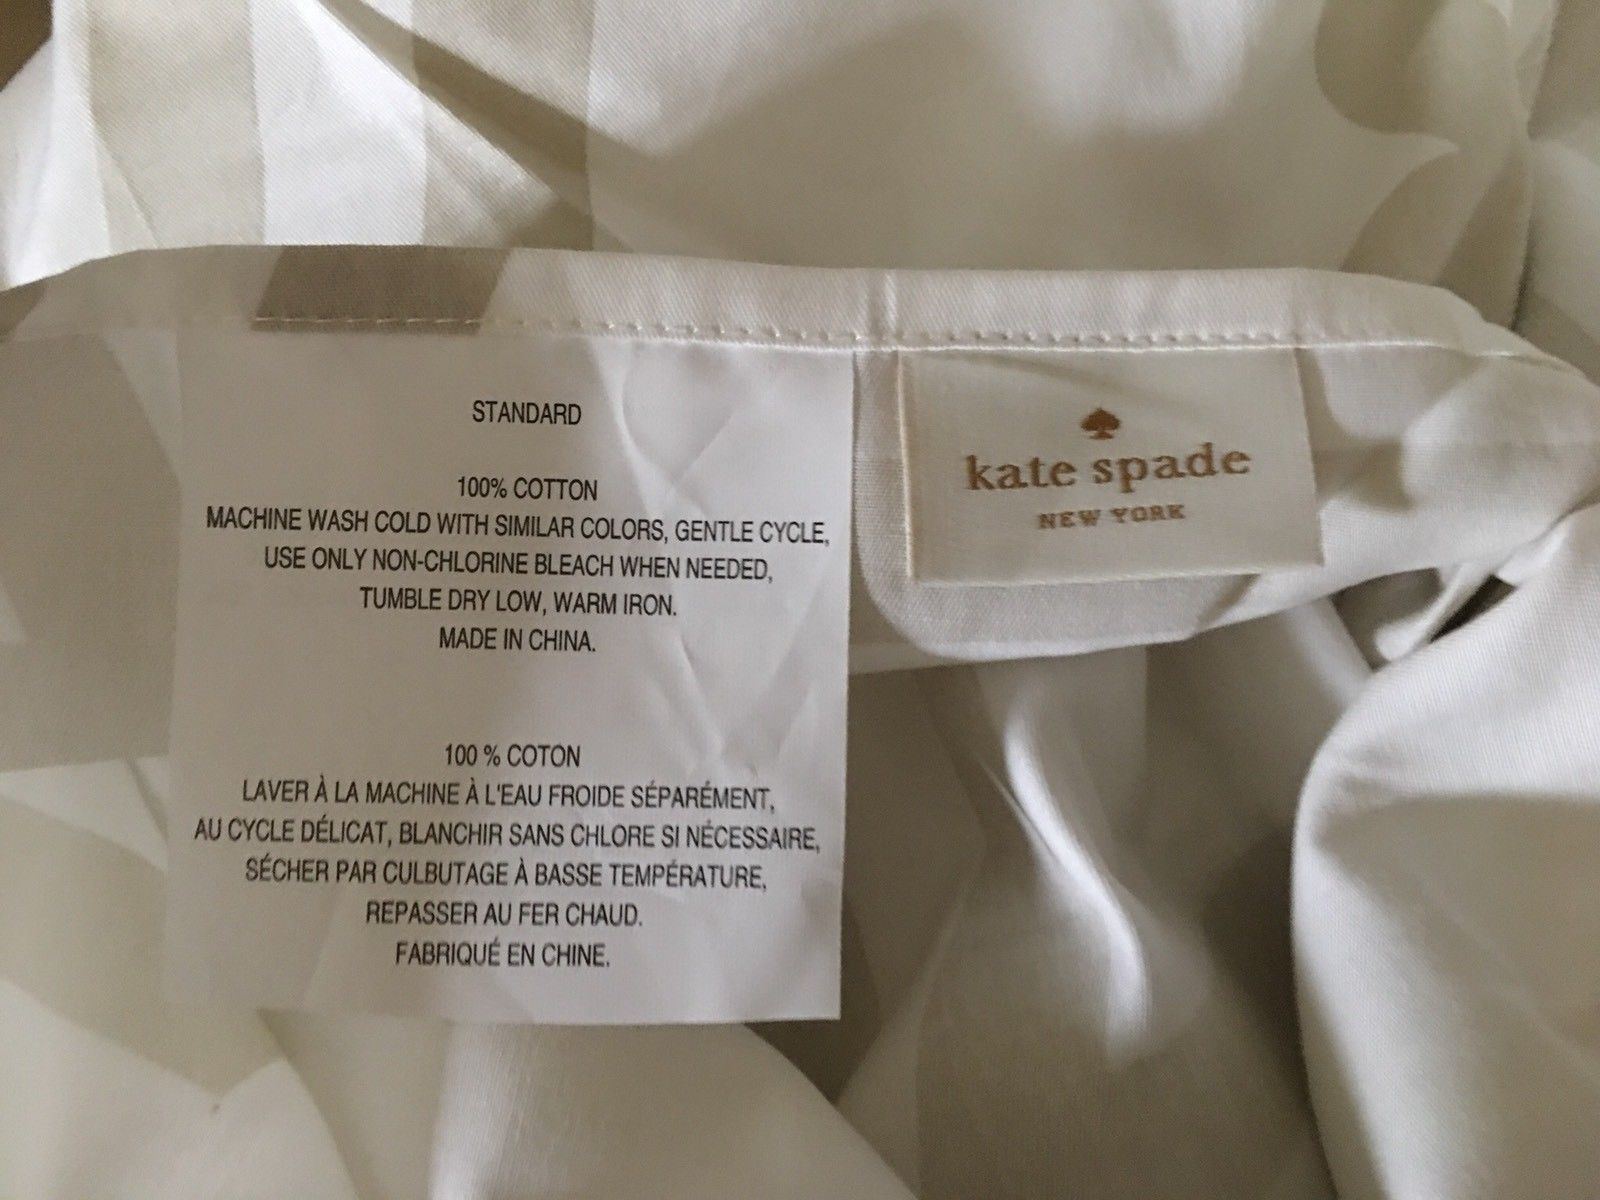 STANDARD
100% COTTON
MACHINE WASH COLD WITH SIMILAR COLORS, GENTLE CYCLE,
USE ONLY NON-CHLORINE BLEACH WHEN NEEDED,
TUMBLE DRY LOW, WARM IRON.
MADE IN CHINA.
100 % COTON
LAVER À LA MACHINE À L'EAU FROIDE SÉPARÉMENT,
AU CYCLE DÉLICAT, BLANCHIR SANS CHLORE SI NÉCESSAIRE,
SÉCHER PAR CULBUTAGE À BASSE TEMPÉRATURE,
REPASSER AU FER CHAUD.
FABRIQUÉ EN CHINE.
kate spade
NEW YORK